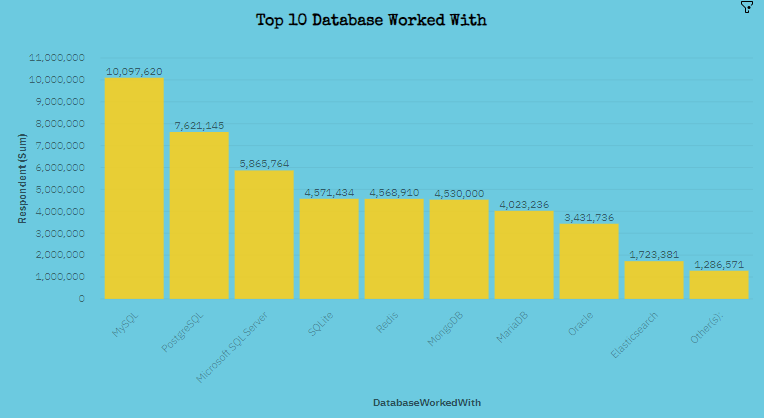 Top 10 Database Worked With
Respondent (Sum)
11,000,000
10,000,000
9,000,000
8,000,000
7,000,000
6,000,000
5,000,000
4,000,000
3,000,000
2,000,000
1,000,000
0
10,097,620
7,621,145
5,865,764
4,571,434
4,568,910
4,530,000
4,023,236
3,431,736
1,723,381
1,286,571
MySQL
PostgreSQL
Microsoft SQL Server
SQLite
Redis
MongoDB
MariaDB
Oracle
Elasticsearch
Other(s):
DatabaseWorkedWith